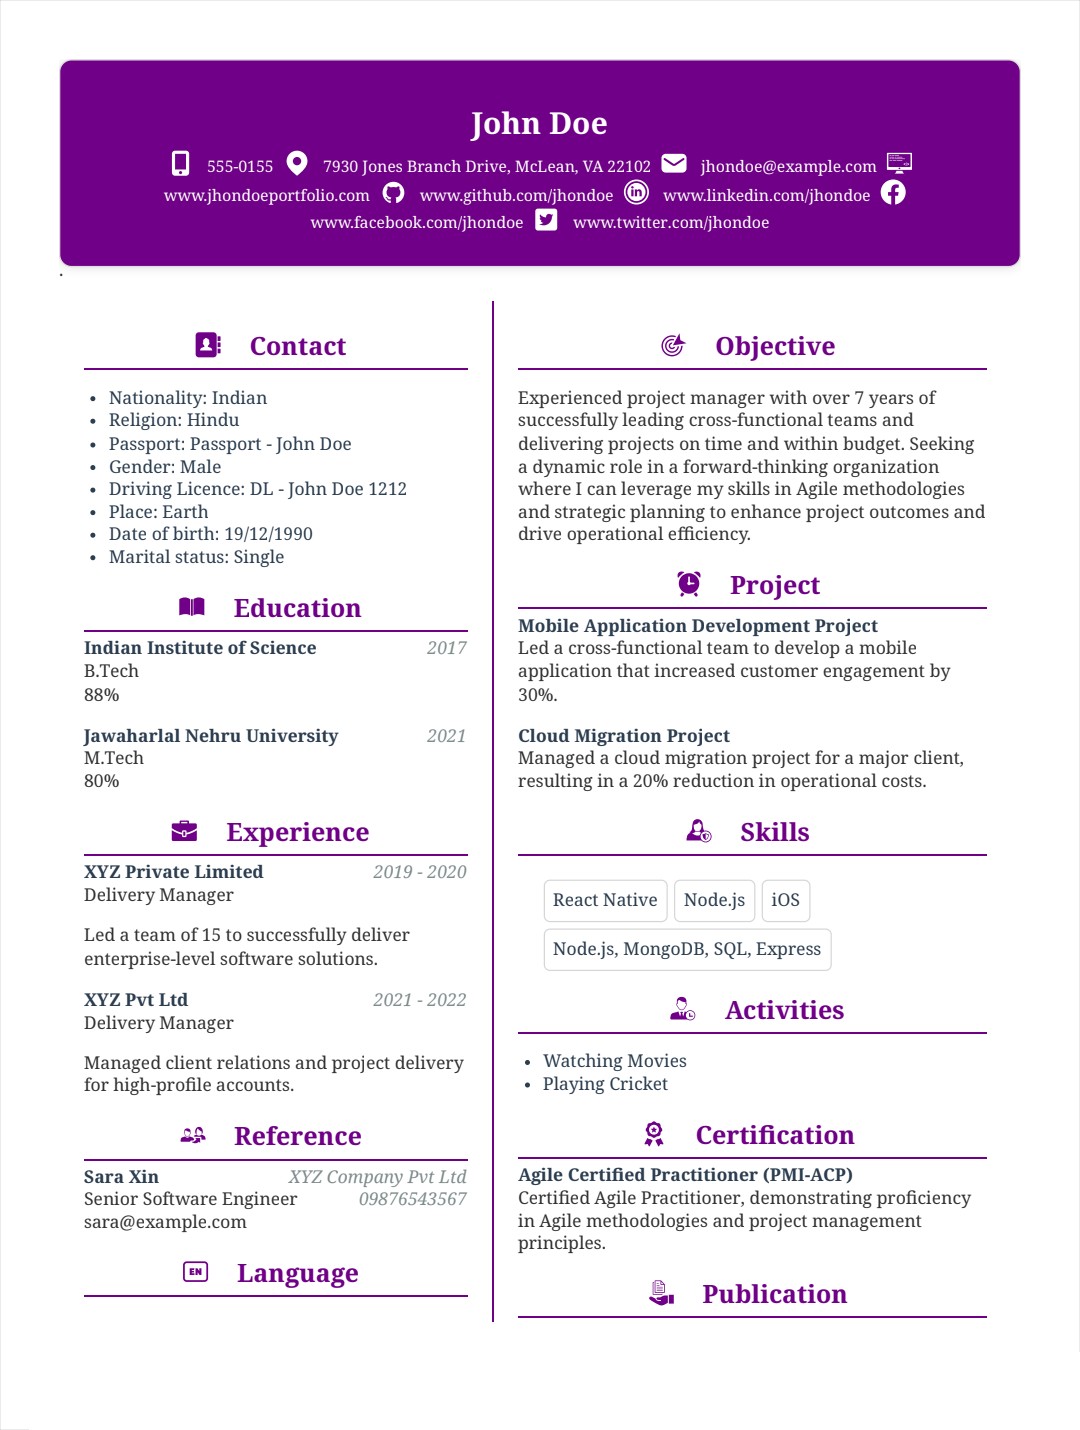 John Doe
555-0155 7930 Jones Branch Drive, McLean, VA 22102 jhondoe@example.com
www.jhondoeportfolio.com www.github.com/jhondoe www.linkedin.com/jhondoe
www.facebook.com/jhondoe www.twitter.com/jhondoe
.
Contact
• Nationality: Indian
• Religion: Hindu
• Passport: Passport - John Doe
• Gender: Male
• Driving Licence: DL - John Doe 1212
• Place: Earth
• Date of birth: 19/12/1990
• Marital status: Single
Education
Indian Institute of Science 2017
B.Tech
88%
Jawaharlal Nehru University 2021
M.Tech
80%
Experience
XYZ Private Limited 2019 - 2020
Delivery Manager
Led a team of 15 to successfully deliver
enterprise-level software solutions.
XYZ Pvt Ltd 2021 - 2022
Delivery Manager
Managed client relations and project delivery
for high-profile accounts.
Reference
Sara Xin XYZ Company Pvt Ltd
Senior Software Engineer 09876543567
sara@example.com
EN Language
Objective
Experienced project manager with over 7 years of
successfully leading cross-functional teams and
delivering projects on time and within budget. Seeking
a dynamic role in a forward-thinking organization
where I can leverage my skills in Agile methodologies
and strategic planning to enhance project outcomes and
drive operational efficiency.
Project
Mobile Application Development Project
Led a cross-functional team to develop a mobile
application that increased customer engagement by
30%.
Cloud Migration Project
Managed a cloud migration project for a major client,
resulting in a 20% reduction in operational costs.
Skills
React Native Node.js iOS
Node.js, MongoDB, SQL, Express
Activities
• Watching Movies
• Playing Cricket
Certification
Agile Certified Practitioner (PMI-ACP)
Certified Agile Practitioner, demonstrating proficiency
in Agile methodologies and project management
principles.
Publication